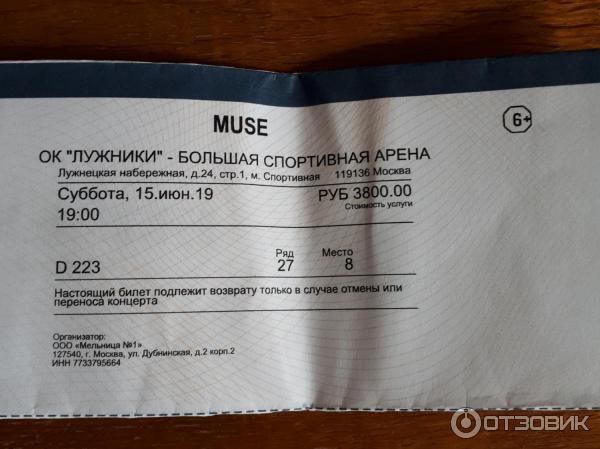 MUSE
6+
ОК "ЛУЖНИКИ" - БОЛЬШАЯ СПОРТИВНАЯ АРЕНА
Лужнецкая набережная, д.24, стр.1, м. Спортивная 119136 Москва
Суббота, 15.июн.19 РУБ 3800.00
19:00 Стоимость услуги
Ряд Место
D 223 27 8
Настоящий билет подлежит возврату только в случае отмены или
переноса концерта
Организатор:
ООО «Мельница №1»
127540, г. Москва, ул. Дубнинская, д.2 корп.2
ИНН 7733795664
ОТЗОВИК